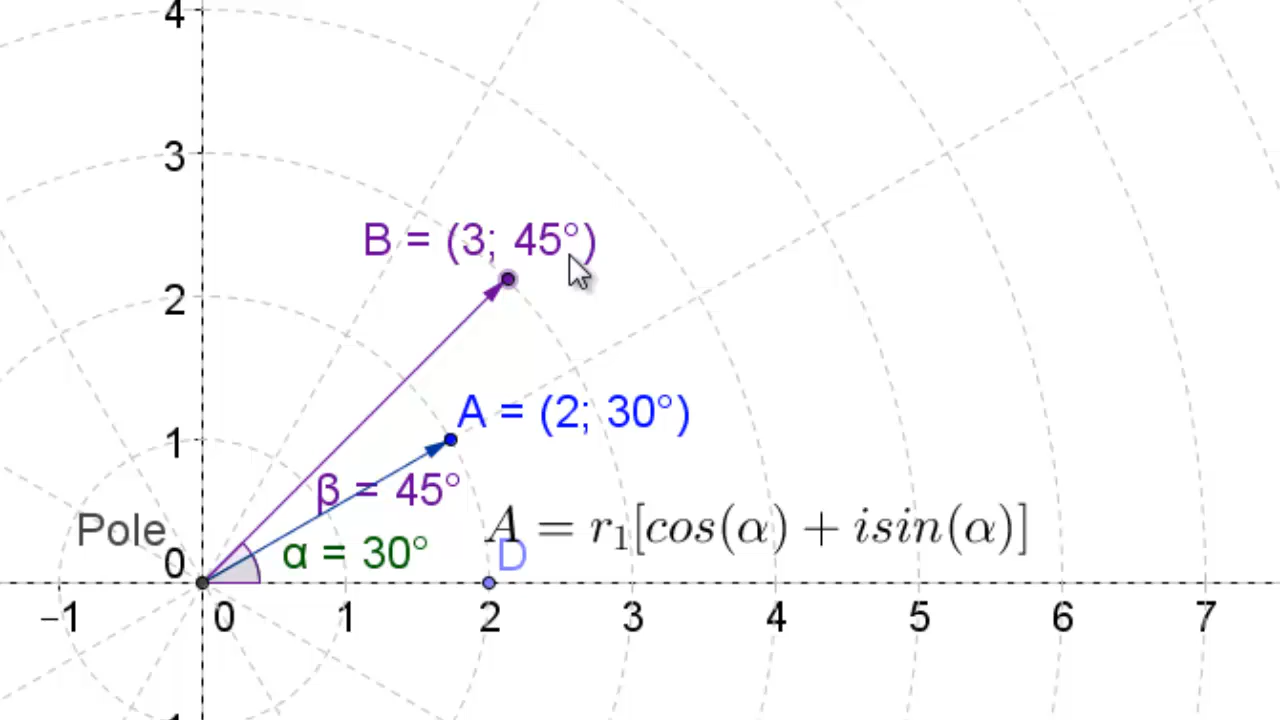 4
3
B = (3; 45°)
2
A = (2; 30°)
1
β = 45°
Pole
A = r₁[cos(α) + isin(α)]
α = 30°
D
0
−1 0 1 2 3 4 5 6 7